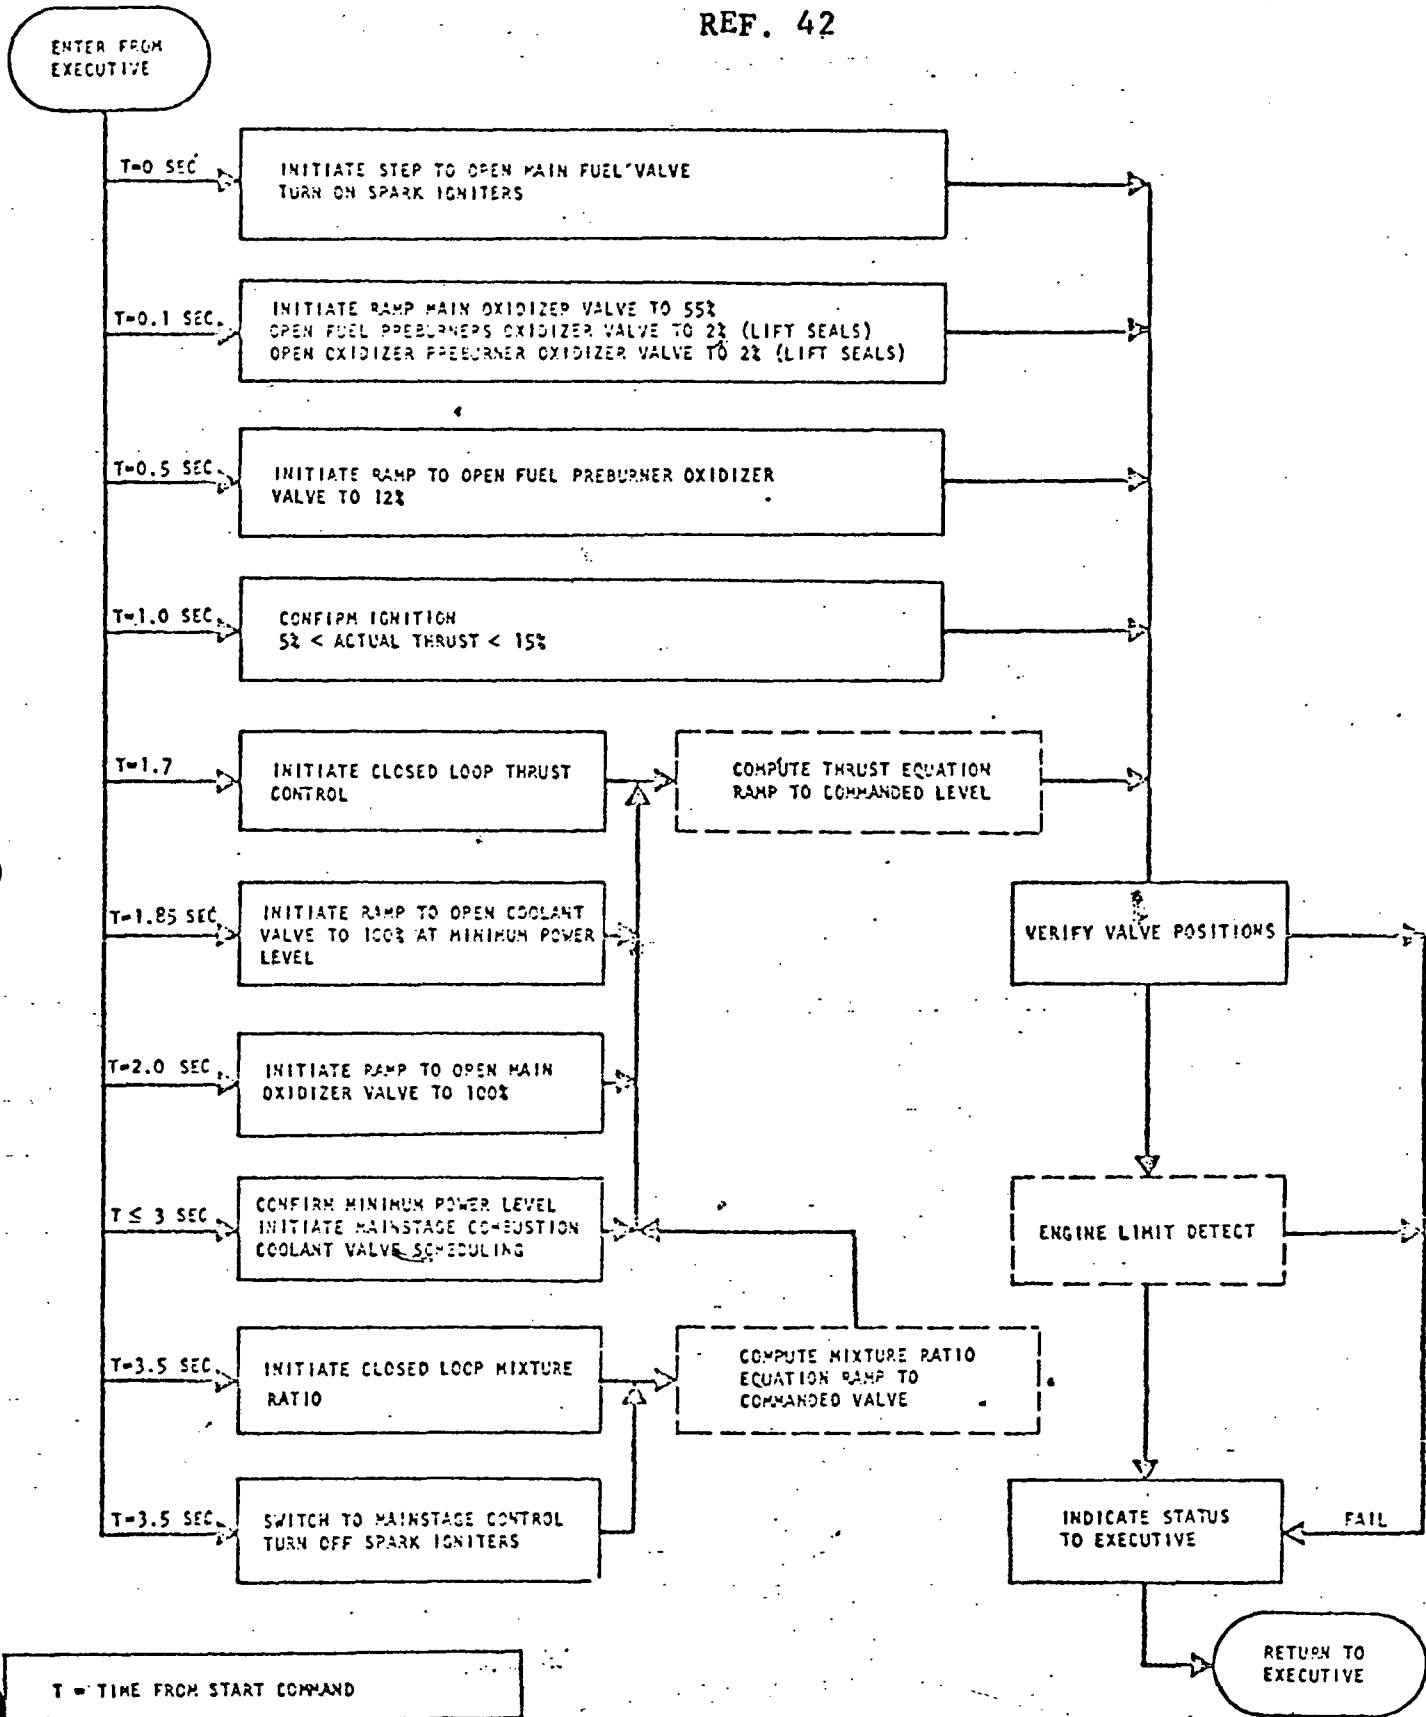 REF. 42
ENTER FROM
EXECUTIVE
T=0 SEC
INITIATE STEP TO OPEN MAIN FUEL VALVE
TURN ON SPARK IGNITERS
T=0.1 SEC
INITIATE RAMP MAIN OXIDIZER VALVE TO 55%
OPEN FUEL PREBURNERS OXIDIZER VALVE TO 2% (LIFT SEALS)
OPEN OXIDIZER PREBURNER OXIDIZER VALVE TO 2% (LIFT SEALS)
T=0.5 SEC
INITIATE RAMP TO OPEN FUEL PREBURNER OXIDIZER
VALVE TO 12%
T=1.0 SEC
CONFIRM IGNITION
5% < ACTUAL THRUST < 15%
T=1.7
INITIATE CLOSED LOOP THRUST
CONTROL
COMPUTE THRUST EQUATION
RAMP TO COMMANDED LEVEL
T=1.85 SEC
INITIATE RAMP TO OPEN COOLANT
VALVE TO 100% AT MINIMUM POWER
LEVEL
VERIFY VALVE POSITIONS
T=2.0 SEC
INITIATE RAMP TO OPEN MAIN
OXIDIZER VALVE TO 100%
T ≤ 3 SEC
CONFIRM MINIMUM POWER LEVEL
INITIATE MAINSTAGE COMBUSTION
COOLANT VALVE SCHEDULING
ENGINE LIMIT DETECT
T=3.5 SEC
INITIATE CLOSED LOOP MIXTURE
RATIO
COMPUTE MIXTURE RATIO
EQUATION RAMP TO
COMMANDED VALVE
T=3.5 SEC
SWITCH TO MAINSTAGE CONTROL
TURN OFF SPARK IGNITERS
INDICATE STATUS
TO EXECUTIVE
FAIL
RETURN TO
EXECUTIVE
T = TIME FROM START COMMAND